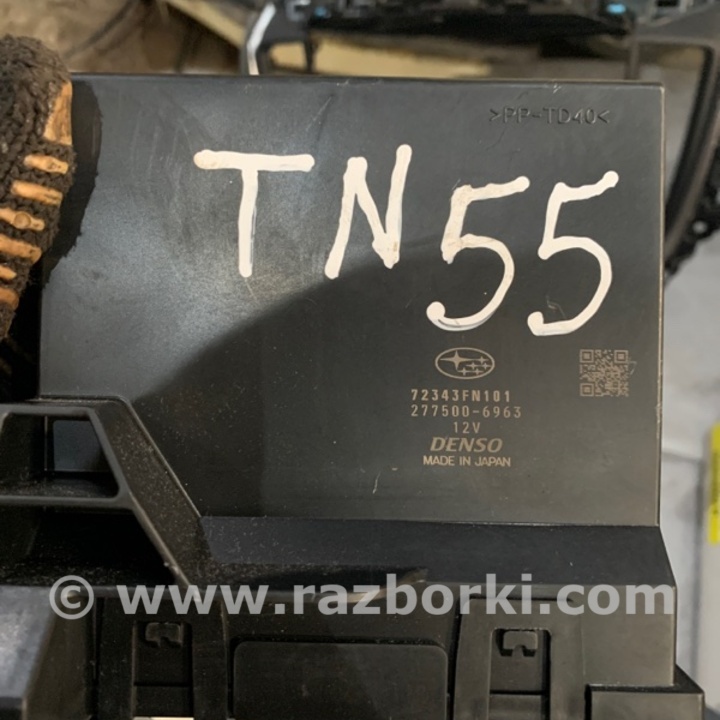 >PP-TD40<
TN55
72343FN101
277500-6963
12V
DENSO
MADE IN JAPAN
© www.razborki.com